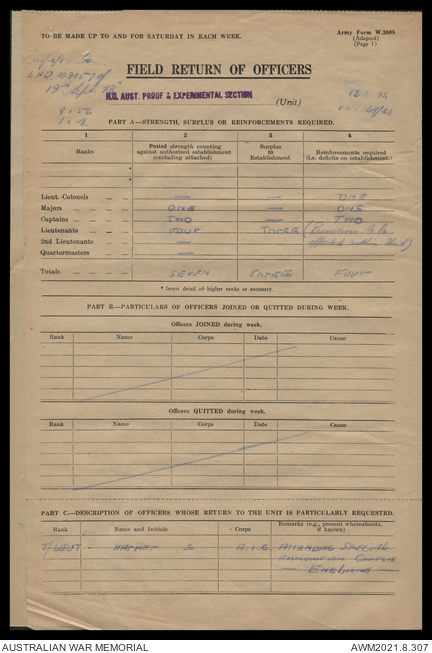 TO BE MADE UP TO AND FOR SATURDAY IN EACH WEEK.
Army Form W.3008
(Adapted)
(Page 1)
FIELD RETURN OF OFFICERS
H.Q. AUST. PROOF & EXPERIMENTAL SECTION
(Unit)
PART A—STRENGTH, SURPLUS OR REINFORCEMENTS REQUIRED.
1 2 3 4
Ranks
Posted strength counting against authorized establishment (excluding attached)
Surplus to Establishment
Reinforcements required (i.e. deficits on establishment.)
Lieut.-Colonels — — ONE
Majors ONE — ONE
Captains TWO — TWO
Lieutenants FOUR THREE
2nd Lieutenants —
Quartermasters —
Totals SEVEN THREE FOUR
* Insert detail of higher ranks as necessary.
PART B—PARTICULARS OF OFFICERS JOINED OR QUITTED DURING WEEK.
Officers JOINED during week.
Rank Name Corps Date Cause
Officers QUITTED during week.
Rank Name Corps Date Cause
PART C.—DESCRIPTION OF OFFICERS WHOSE RETURN TO THE UNIT IS PARTICULARLY REQUESTED.
Rank Name and Initials Corps Remarks (e.g., present whereabouts, if known)
T/LIEUT S ATTENDING SPECIAL
AMMUNITION COURSE
— ENGLAND —
AUSTRALIAN WAR MEMORIAL
AWM2021.8.307